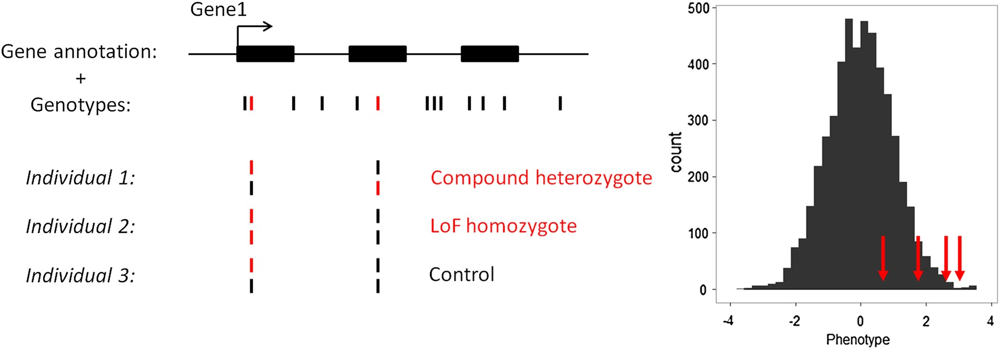 Gene1
Gene annotation:
+
Genotypes:
Individual 1:
Compound heterozygote
Individual 2:
LoF homozygote
Individual 3:
Control
500
400
300
200
100
0
count
-4
-2
0
2
4
Phenotype